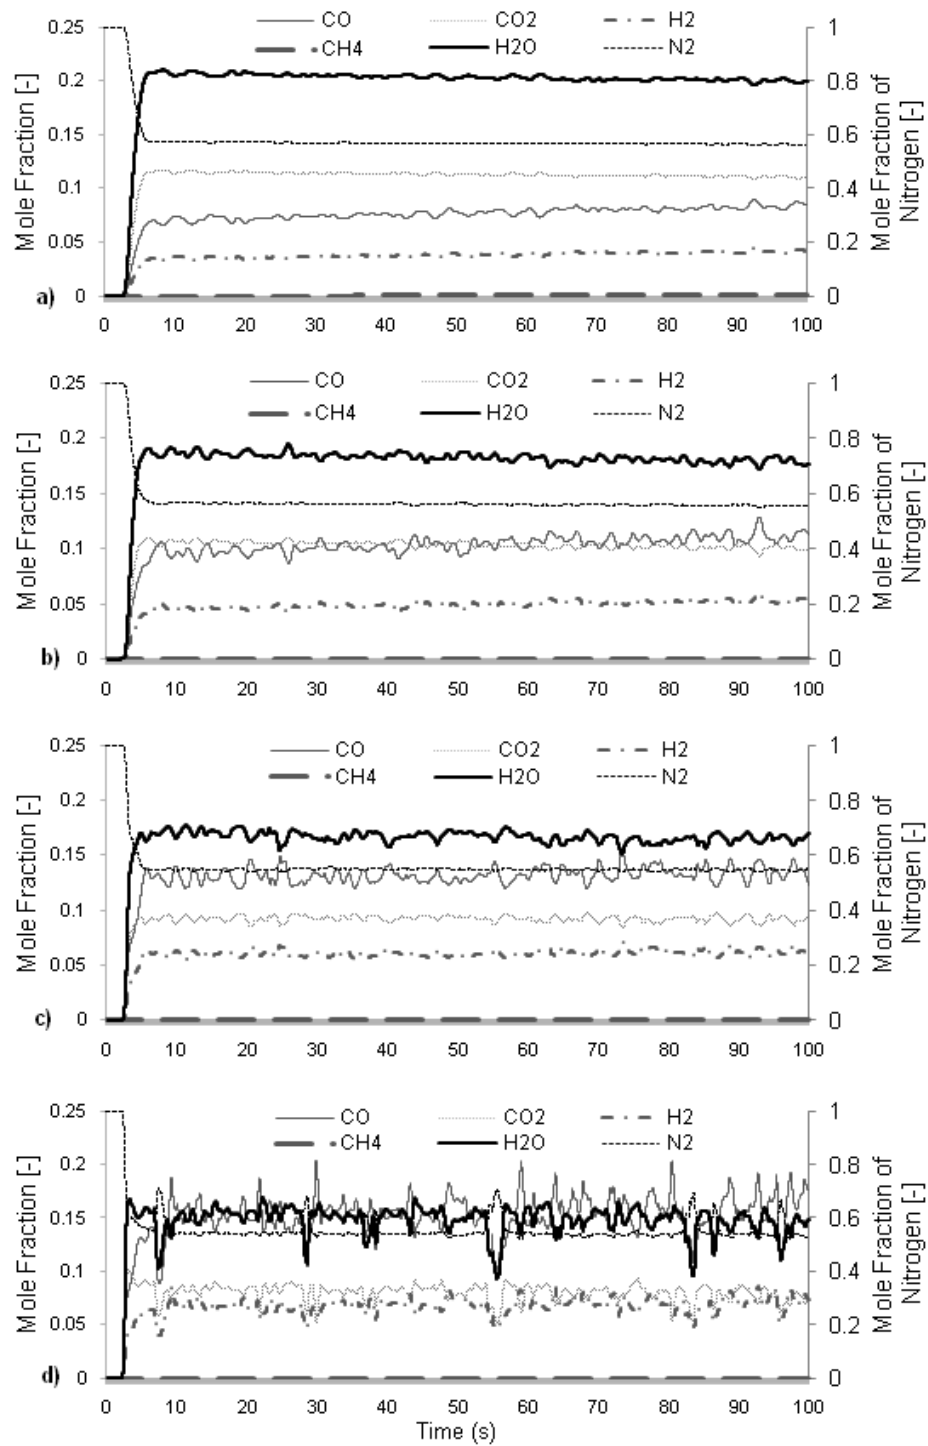 CO CO2 H2
CH4 H2O N2
0.25
0.2
0.15
0.1
0.05
0
Mole Fraction [-]
1
0.8
0.6
0.4
0.2
0
Mole Fraction of
Nitrogen [-]
a)
0 10 20 30 40 50 60 70 80 90 100
CO CO2 H2
CH4 H2O N2
0.25
0.2
0.15
0.1
0.05
0
Mole Fraction [-]
1
0.8
0.6
0.4
0.2
0
Mole Fraction of
Nitrogen [-]
b)
0 10 20 30 40 50 60 70 80 90 100
CO CO2 H2
CH4 H2O N2
0.25
0.2
0.15
0.1
0.05
0
Mole Fraction [-]
1
0.8
0.6
0.4
0.2
0
Mole Fraction of
Nitrogen [-]
c)
0 10 20 30 40 50 60 70 80 90 100
CO CO2 H2
CH4 H2O N2
0.25
0.2
0.15
0.1
0.05
0
Mole Fraction [-]
1
0.8
0.6
0.4
0.2
0
Mole Fraction of
Nitrogen [-]
d)
0 10 20 30 40 50 60 70 80 90 100
Time (s)